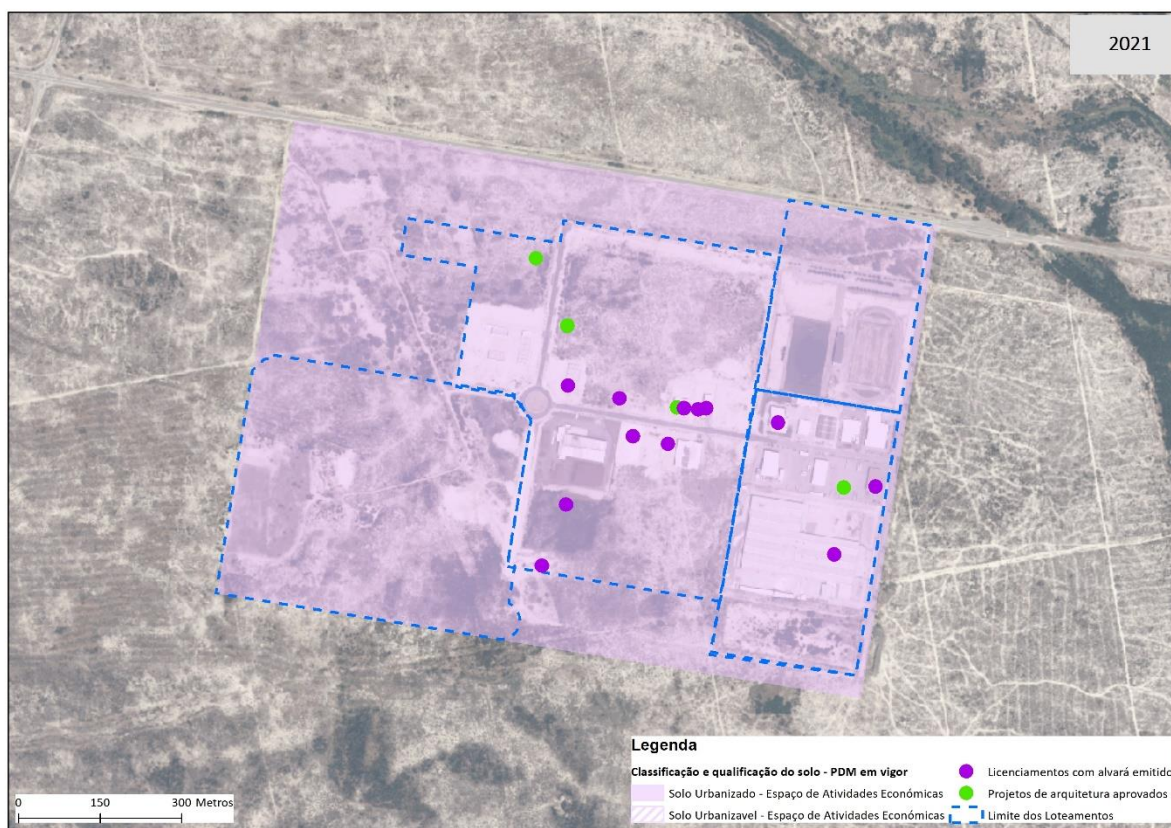 2021
Legenda
Classificação e qualificação do solo - PDM em vigor
Solo Urbanizado - Espaço de Atividades Económicas
Solo Urbanizavel - Espaço de Atividades Económicas
Licenciamentos com alvará emitido
Projetos de arquitetura aprovados
Limite dos Loteamentos
0 150 300 Metros